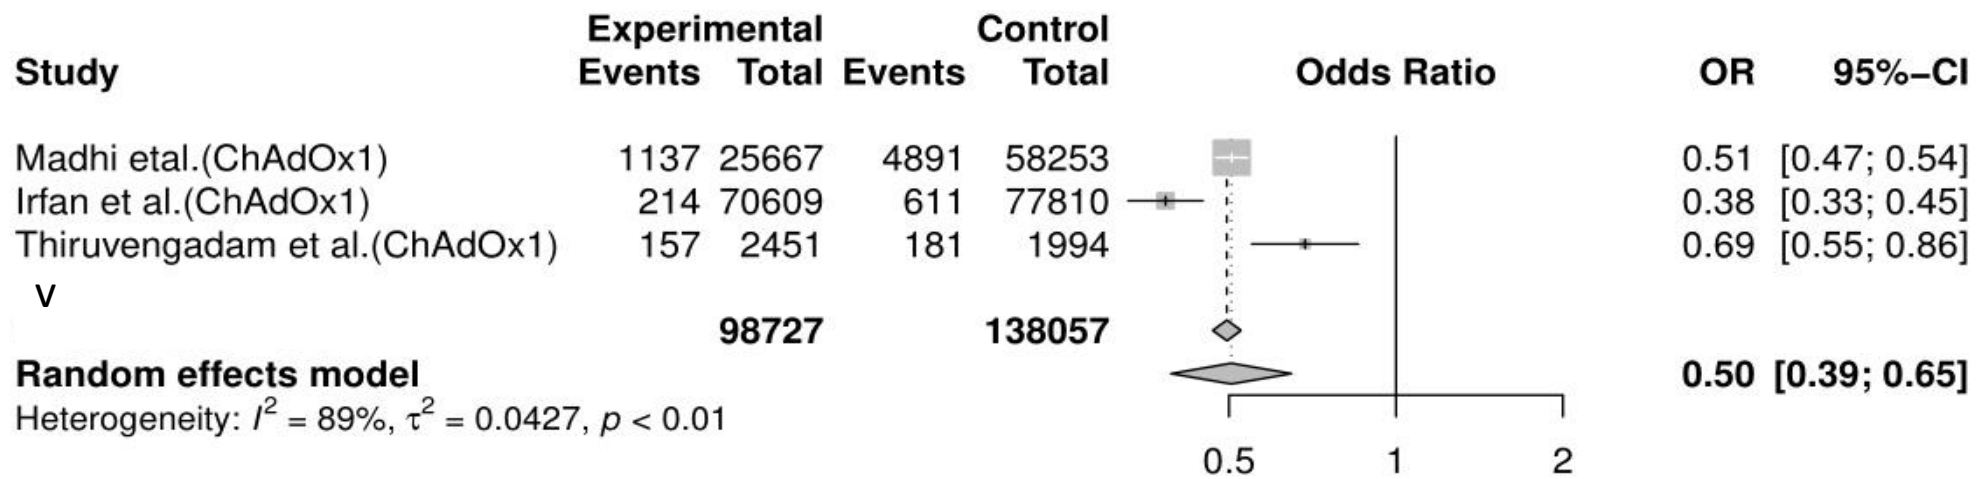 Experimental Control
Study Events Total Events Total Odds Ratio OR 95%–CI
Madhi etal.(ChAdOx1) 1137 25667 4891 58253 0.51 [0.47; 0.54]
Irfan et al.(ChAdOx1) 214 70609 611 77810 0.38 [0.33; 0.45]
Thiruvengadam et al.(ChAdOx1) 157 2451 181 1994 0.69 [0.55; 0.86]
v
98727 138057
Random effects model 0.50 [0.39; 0.65]
Heterogeneity: I² = 89%, τ² = 0.0427, p < 0.01
0.5 1 2